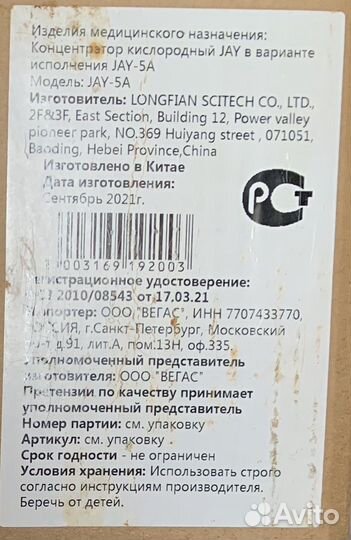 Изделия медицинского назначения:
Концентратор кислородный JAY в варианте
исполнения JAY-5A
Модель: JAY-5A
Изготовитель: LONGFIAN SCITECH CO., LTD.,
2F&3F, East Section, Building 12, Power valley
pioneer park, NO.369 Huiyang street , 071051,
Baoding, Hebei Province,China
Изготовлено в Китае
Дата изготовления:
Сентябрь 2021г.
РСТ
003169 192003
Регистрационное удостоверение:
2010/08543 от 17.03.21
Импортер: ООО "ВЕГАС", ИНН 7707433770,
РОССИЯ, г.Санкт-Петербург, Московский
д.91, лит.А, пом.13Н, оф.335.
Уполномоченный представитель
изготовителя: ООО "ВЕГАС"
Претензии по качеству принимает
уполномоченный представитель
Номер партии: см. упаковку
Артикул: см. упаковку
Срок годности - не ограничен
Условия хранения: Использовать строго
согласно инструкциям производителя.
Беречь от детей.
Avito